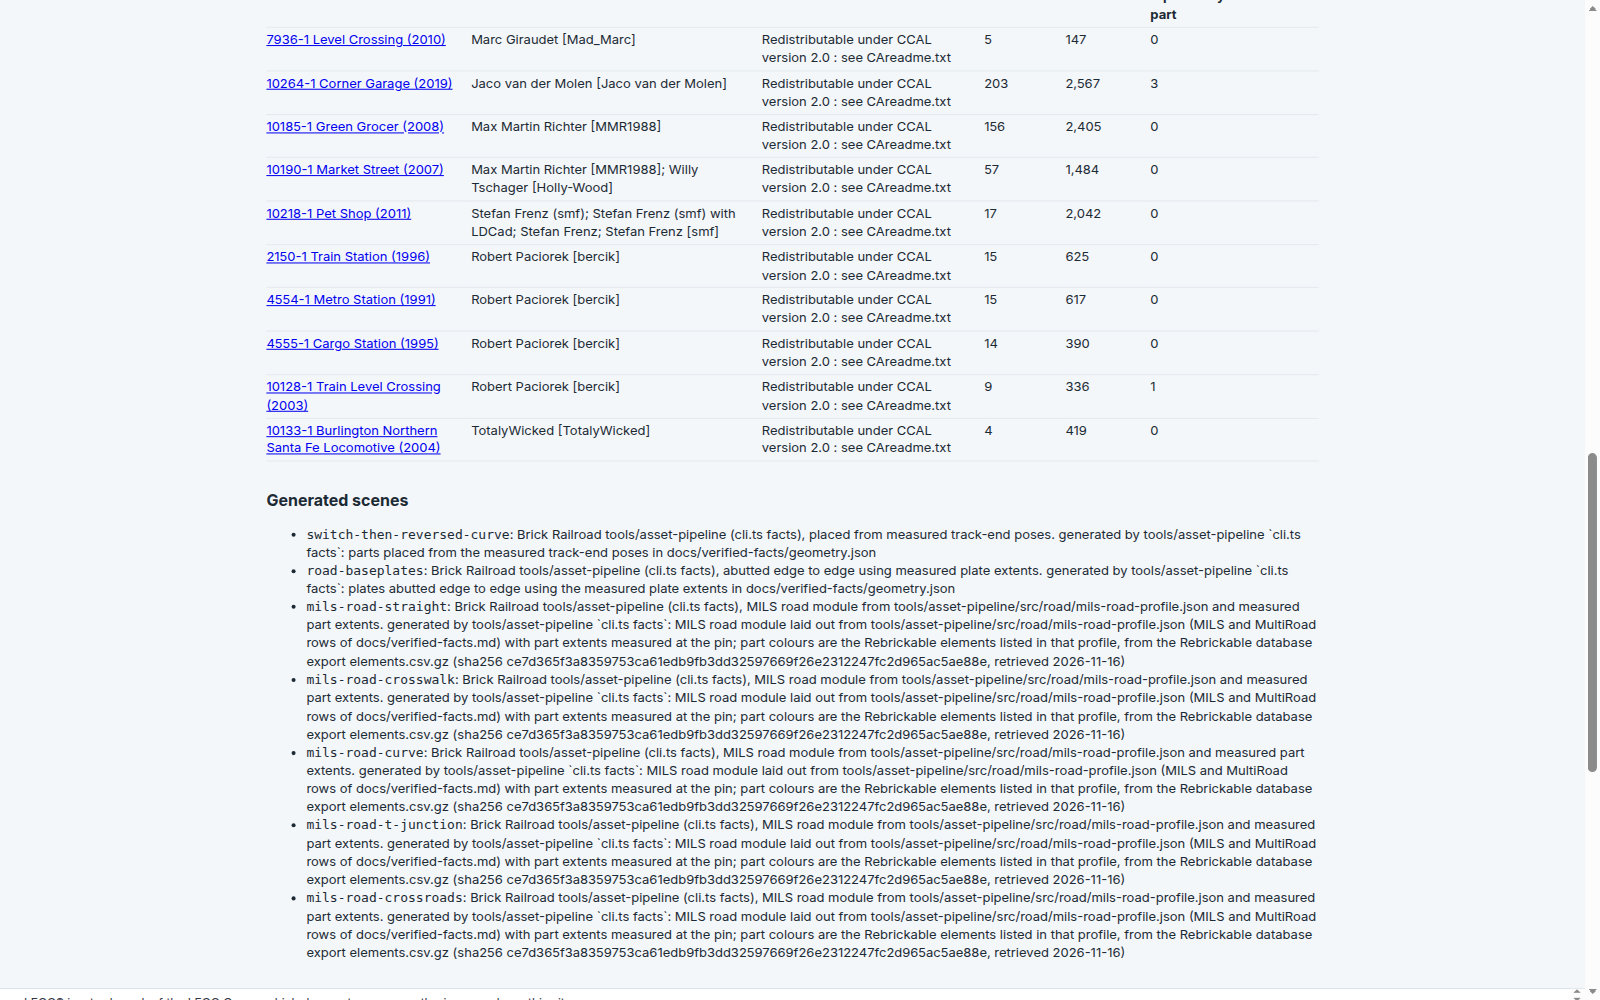 part
7936-1 Level Crossing (2010) Marc Giraudet [Mad_Marc] Redistributable under CCAL 5 147 0
version 2.0 : see CAreadme.txt
10264-1 Corner Garage (2019) Jaco van der Molen [Jaco van der Molen] Redistributable under CCAL 203 2,567 3
version 2.0 : see CAreadme.txt
10185-1 Green Grocer (2008) Max Martin Richter [MMR1988] Redistributable under CCAL 156 2,405 0
version 2.0 : see CAreadme.txt
10190-1 Market Street (2007) Max Martin Richter [MMR1988]; Willy Redistributable under CCAL 57 1,484 0
Tschager [Holly-Wood] version 2.0 : see CAreadme.txt
10218-1 Pet Shop (2011) Stefan Frenz (smf); Stefan Frenz (smf) with Redistributable under CCAL 17 2,042 0
LDCad; Stefan Frenz; Stefan Frenz [smf] version 2.0 : see CAreadme.txt
2150-1 Train Station (1996) Robert Paciorek [bercik] Redistributable under CCAL 15 625 0
version 2.0 : see CAreadme.txt
4554-1 Metro Station (1991) Robert Paciorek [bercik] Redistributable under CCAL 15 617 0
version 2.0 : see CAreadme.txt
4555-1 Cargo Station (1995) Robert Paciorek [bercik] Redistributable under CCAL 14 390 0
version 2.0 : see CAreadme.txt
10128-1 Train Level Crossing Robert Paciorek [bercik] Redistributable under CCAL 9 336 1
(2003) version 2.0 : see CAreadme.txt
10133-1 Burlington Northern TotalyWicked [TotalyWicked] Redistributable under CCAL 4 419 0
Santa Fe Locomotive (2004) version 2.0 : see CAreadme.txt
Generated scenes
• switch-then-reversed-curve: Brick Railroad tools/asset-pipeline (cli.ts facts), placed from measured track-end poses. generated by tools/asset-pipeline `cli.ts
facts`: parts placed from the measured track-end poses in docs/verified-facts/geometry.json
• road-baseplates: Brick Railroad tools/asset-pipeline (cli.ts facts), abutted edge to edge using measured plate extents. generated by tools/asset-pipeline `cli.ts
facts`: plates abutted edge to edge using the measured plate extents in docs/verified-facts/geometry.json
• mils-road-straight: Brick Railroad tools/asset-pipeline (cli.ts facts), MILS road module from tools/asset-pipeline/src/road/mils-road-profile.json and measured
part extents. generated by tools/asset-pipeline `cli.ts facts`: MILS road module laid out from tools/asset-pipeline/src/road/mils-road-profile.json (MILS and MultiRoad
rows of docs/verified-facts.md) with part extents measured at the pin; part colours are the Rebrickable elements listed in that profile, from the Rebrickable database
export elements.csv.gz (sha256 ce7d365f3a8359753ca61edb9fb3dd32597669f26e2312247fc2d965ac5ae88e, retrieved 2026-11-16)
• mils-road-crosswalk: Brick Railroad tools/asset-pipeline (cli.ts facts), MILS road module from tools/asset-pipeline/src/road/mils-road-profile.json and measured
part extents. generated by tools/asset-pipeline `cli.ts facts`: MILS road module laid out from tools/asset-pipeline/src/road/mils-road-profile.json (MILS and MultiRoad
rows of docs/verified-facts.md) with part extents measured at the pin; part colours are the Rebrickable elements listed in that profile, from the Rebrickable database
export elements.csv.gz (sha256 ce7d365f3a8359753ca61edb9fb3dd32597669f26e2312247fc2d965ac5ae88e, retrieved 2026-11-16)
• mils-road-curve: Brick Railroad tools/asset-pipeline (cli.ts facts), MILS road module from tools/asset-pipeline/src/road/mils-road-profile.json and measured part
extents. generated by tools/asset-pipeline `cli.ts facts`: MILS road module laid out from tools/asset-pipeline/src/road/mils-road-profile.json (MILS and MultiRoad
rows of docs/verified-facts.md) with part extents measured at the pin; part colours are the Rebrickable elements listed in that profile, from the Rebrickable database
export elements.csv.gz (sha256 ce7d365f3a8359753ca61edb9fb3dd32597669f26e2312247fc2d965ac5ae88e, retrieved 2026-11-16)
• mils-road-t-junction: Brick Railroad tools/asset-pipeline (cli.ts facts), MILS road module from tools/asset-pipeline/src/road/mils-road-profile.json and measured
part extents. generated by tools/asset-pipeline `cli.ts facts`: MILS road module laid out from tools/asset-pipeline/src/road/mils-road-profile.json (MILS and MultiRoad
rows of docs/verified-facts.md) with part extents measured at the pin; part colours are the Rebrickable elements listed in that profile, from the Rebrickable database
export elements.csv.gz (sha256 ce7d365f3a8359753ca61edb9fb3dd32597669f26e2312247fc2d965ac5ae88e, retrieved 2026-11-16)
• mils-road-crossroads: Brick Railroad tools/asset-pipeline (cli.ts facts), MILS road module from tools/asset-pipeline/src/road/mils-road-profile.json and measured
part extents. generated by tools/asset-pipeline `cli.ts facts`: MILS road module laid out from tools/asset-pipeline/src/road/mils-road-profile.json (MILS and MultiRoad
rows of docs/verified-facts.md) with part extents measured at the pin; part colours are the Rebrickable elements listed in that profile, from the Rebrickable database
export elements.csv.gz (sha256 ce7d365f3a8359753ca61edb9fb3dd32597669f26e2312247fc2d965ac5ae88e, retrieved 2026-11-16)